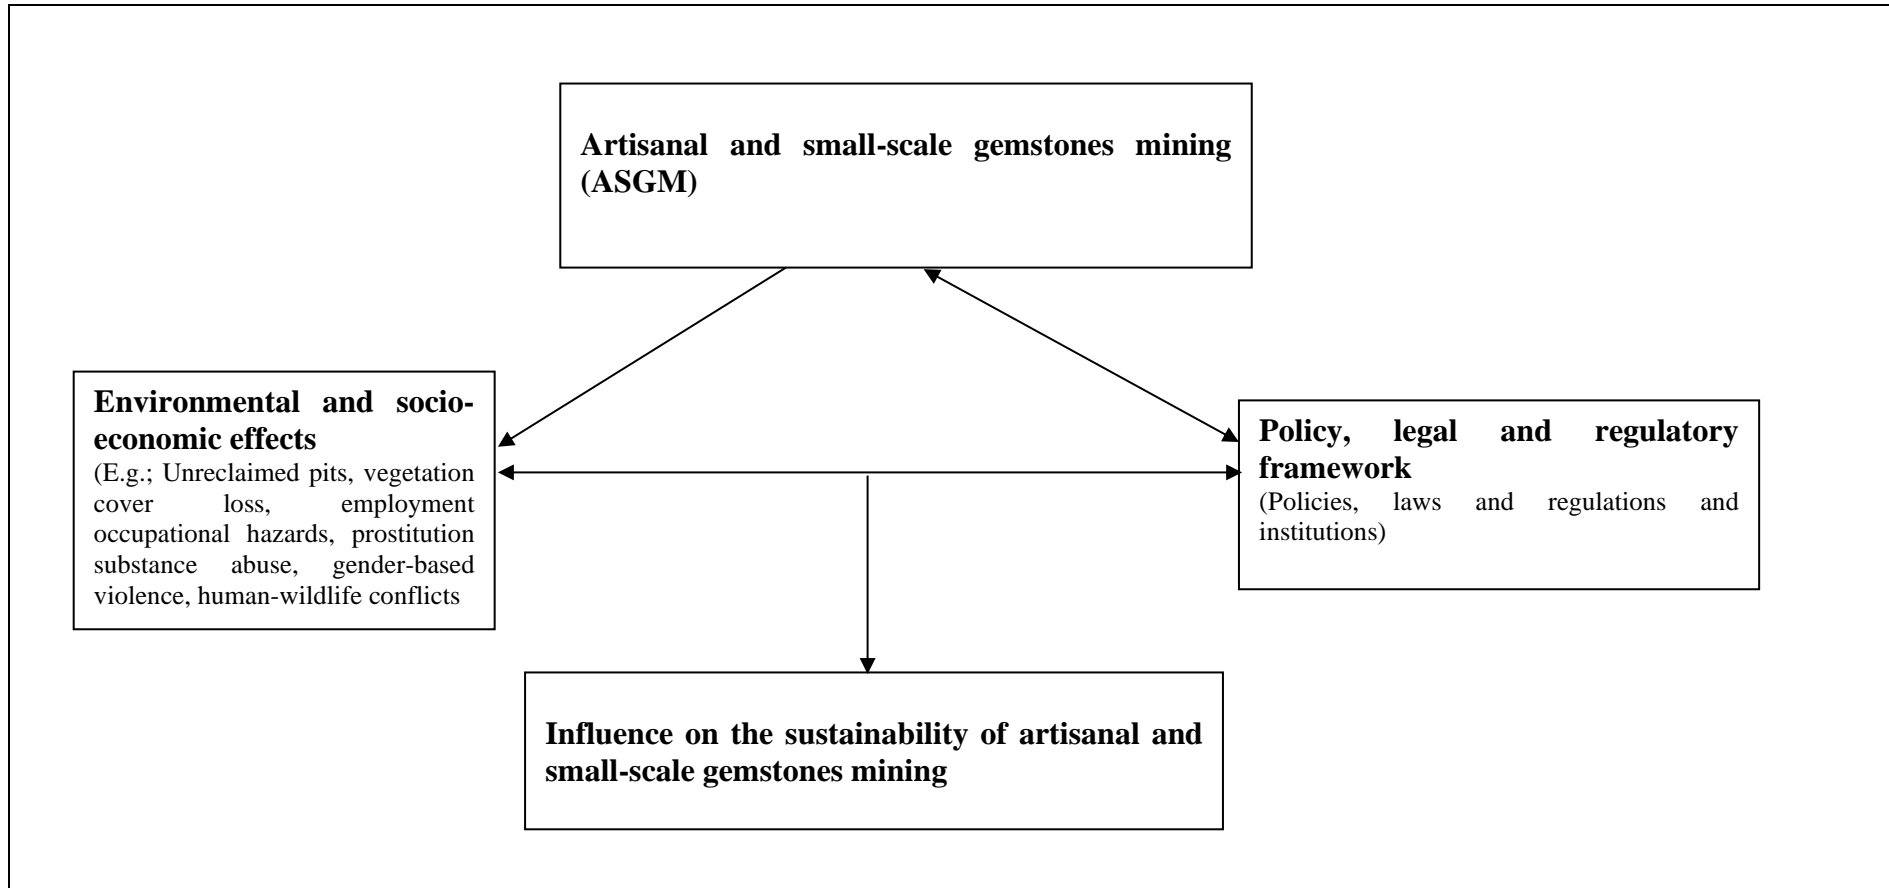 Artisanal and small-scale gemstones mining
(ASGM)
Environmental and socio-
economic effects
(E.g.; Unreclaimed pits, vegetation
cover loss, employment
occupational hazards, prostitution
substance abuse, gender-based
violence, human-wildlife conflicts
Policy, legal and regulatory
framework
(Policies, laws and regulations and
institutions)
Influence on the sustainability of artisanal and
small-scale gemstones mining